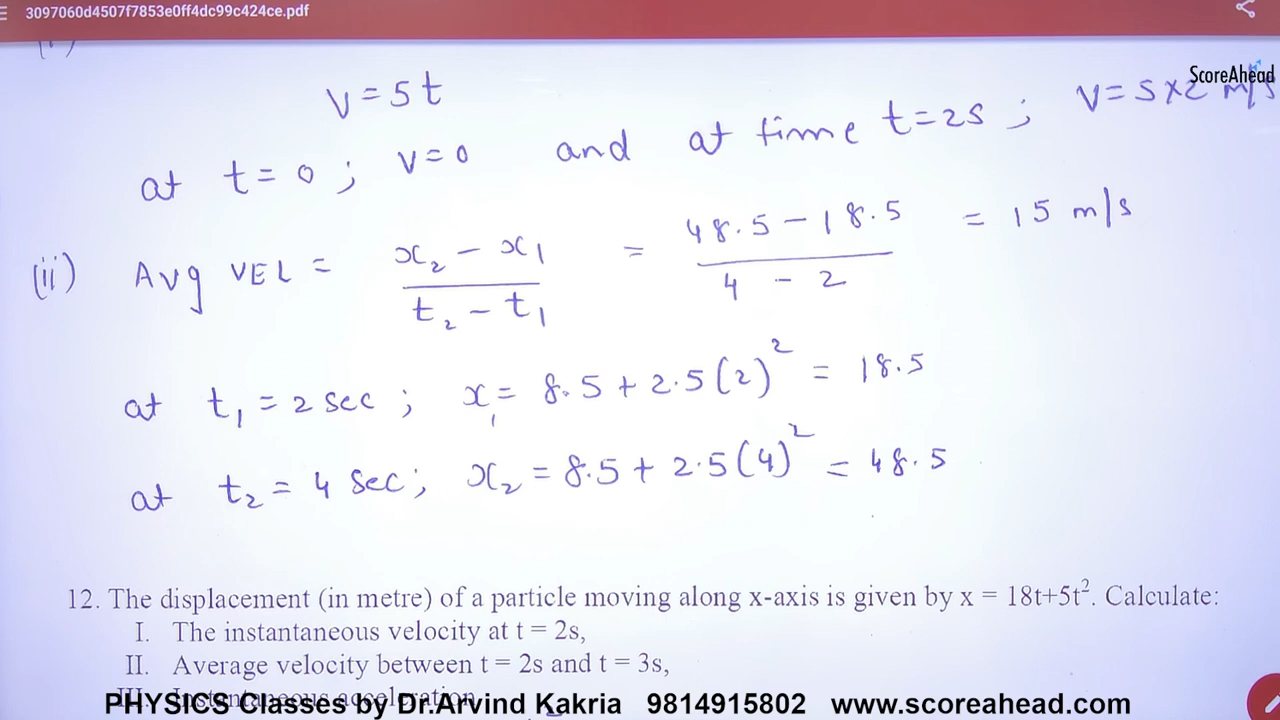 3097060d4507f7853e0ff4dc99c424ce.pdf
ScoreAhead
V = 5t
at t = 0 ; V = 0 and at time t = 2s ; V = 5×2 m/s
(ii) Avg VEL = x₂ − x₁ / t₂ − t₁ = 48.5 − 18.5 / 4 − 2 = 15 m/s
at t₁ = 2 sec ; x₁ = 8.5 + 2.5(2)² = 18.5
at t₂ = 4 sec ; x₂ = 8.5 + 2.5(4)² = 48.5
12. The displacement (in metre) of a particle moving along x-axis is given by x = 18t+5t². Calculate:
I. The instantaneous velocity at t = 2s,
II. Average velocity between t = 2s and t = 3s,
III. Instantaneous acceleration
PHYSICS Classes by Dr.Arvind Kakria 9814915802 www.scoreahead.com